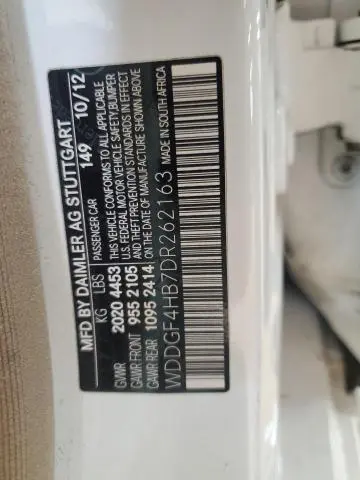 MFD BY DAIMLER AG STUTTGART
PASSENGER CAR 149 10/12
KG LBS
GVWR 2020 4453
GAWR FRONT 955 2105
GAWR REAR 1095 2414
THIS VEHICLE CONFORMS TO ALL APPLICABLE
U.S. FEDERAL MOTOR VEHICLE SAFETY, BUMPER
AND THEFT PREVENTION STANDARDS IN EFFECT
ON THE DATE OF MANUFACTURE SHOWN ABOVE
WDDGF4HB7DR262163
MADE IN SOUTH AFRICA